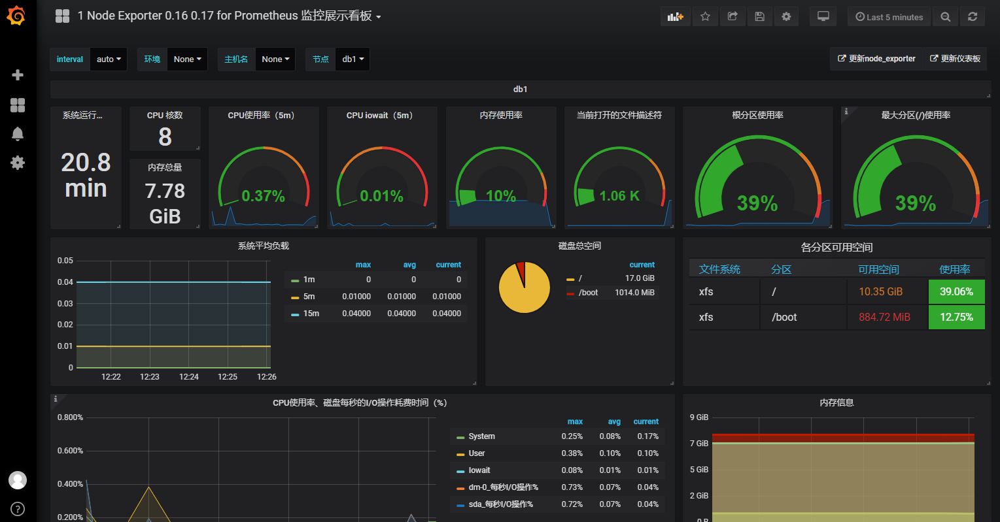 1 Node Exporter 0.16 0.17 for Prometheus 监控展示看板
Last 5 minutes
interval auto 环境 None 主机名 None 节点 db1 更新node_exporter 更新仪表板
db1
系统运行...
20.8
min
CPU 核数
8
内存总量
7.78
GiB
CPU使用率（5m）
0.37%
CPU iowait（5m）
0.01%
内存使用率
10%
当前打开的文件描述符
1.06 K
根分区使用率
39%
最大分区(/)使用率
39%
系统平均负载
0.05
0.04
0.03
0.02
0.01
0
12:22 12:23 12:24 12:25 12:26
max avg current
1m 0 0 0
5m 0.01000 0.01000 0.01000
15m 0.04000 0.04000 0.04000
磁盘总空间
current
/ 17.0 GiB
/boot 1014.0 MiB
各分区可用空间
文件系统 分区 可用空间 使用率
xfs / 10.35 GiB 39.06%
xfs /boot 884.72 MiB 12.75%
CPU使用率、磁盘每秒的I/O操作耗费时间（%）
0.800%
0.600%
0.400%
0.200%
max avg current
System 0.25% 0.08% 0.17%
User 0.38% 0.10% 0.10%
Iowait 0.08% 0.01% 0.01%
dm-0_每秒I/O操作% 0.73% 0.07% 0.04%
sda_每秒I/O操作% 0.72% 0.07% 0.04%
内存信息
9 GiB
7 GiB
5 GiB
2 GiB
0 B